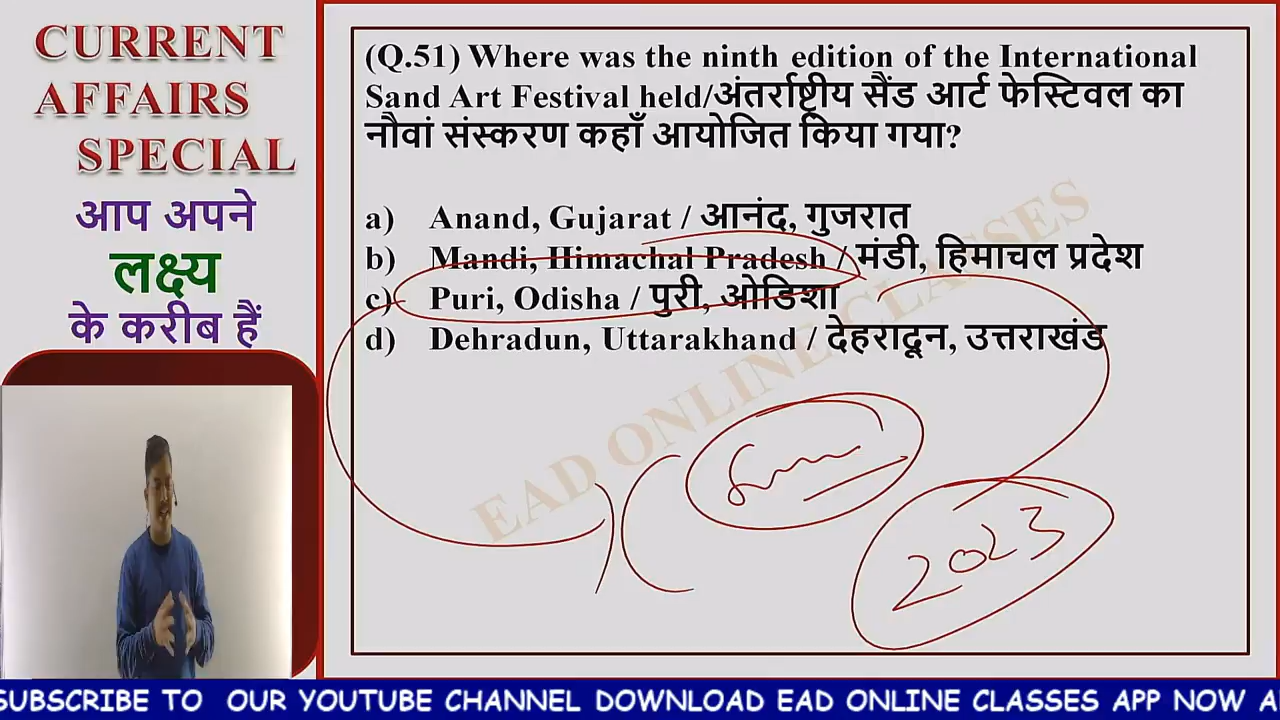 CURRENT
AFFAIRS
SPECIAL
आप अपने
लक्ष्य
के करीब हैं
(Q.51) Where was the ninth edition of the International
Sand Art Festival held/अंतर्राष्ट्रीय सैंड आर्ट फेस्टिवल का
नौवां संस्करण कहाँ आयोजित किया गया?
a) Anand, Gujarat / आनंद, गुजरात
b) Mandi, Himachal Pradesh / मंडी, हिमाचल प्रदेश
c) Puri, Odisha / पुरी, ओडिशा
d) Dehradun, Uttarakhand / देहरादून, उत्तराखंड
EAD ONLINE CLASSES
2023
SUBSCRIBE TO OUR YOUTUBE CHANNEL DOWNLOAD EAD ONLINE CLASSES APP NOW A